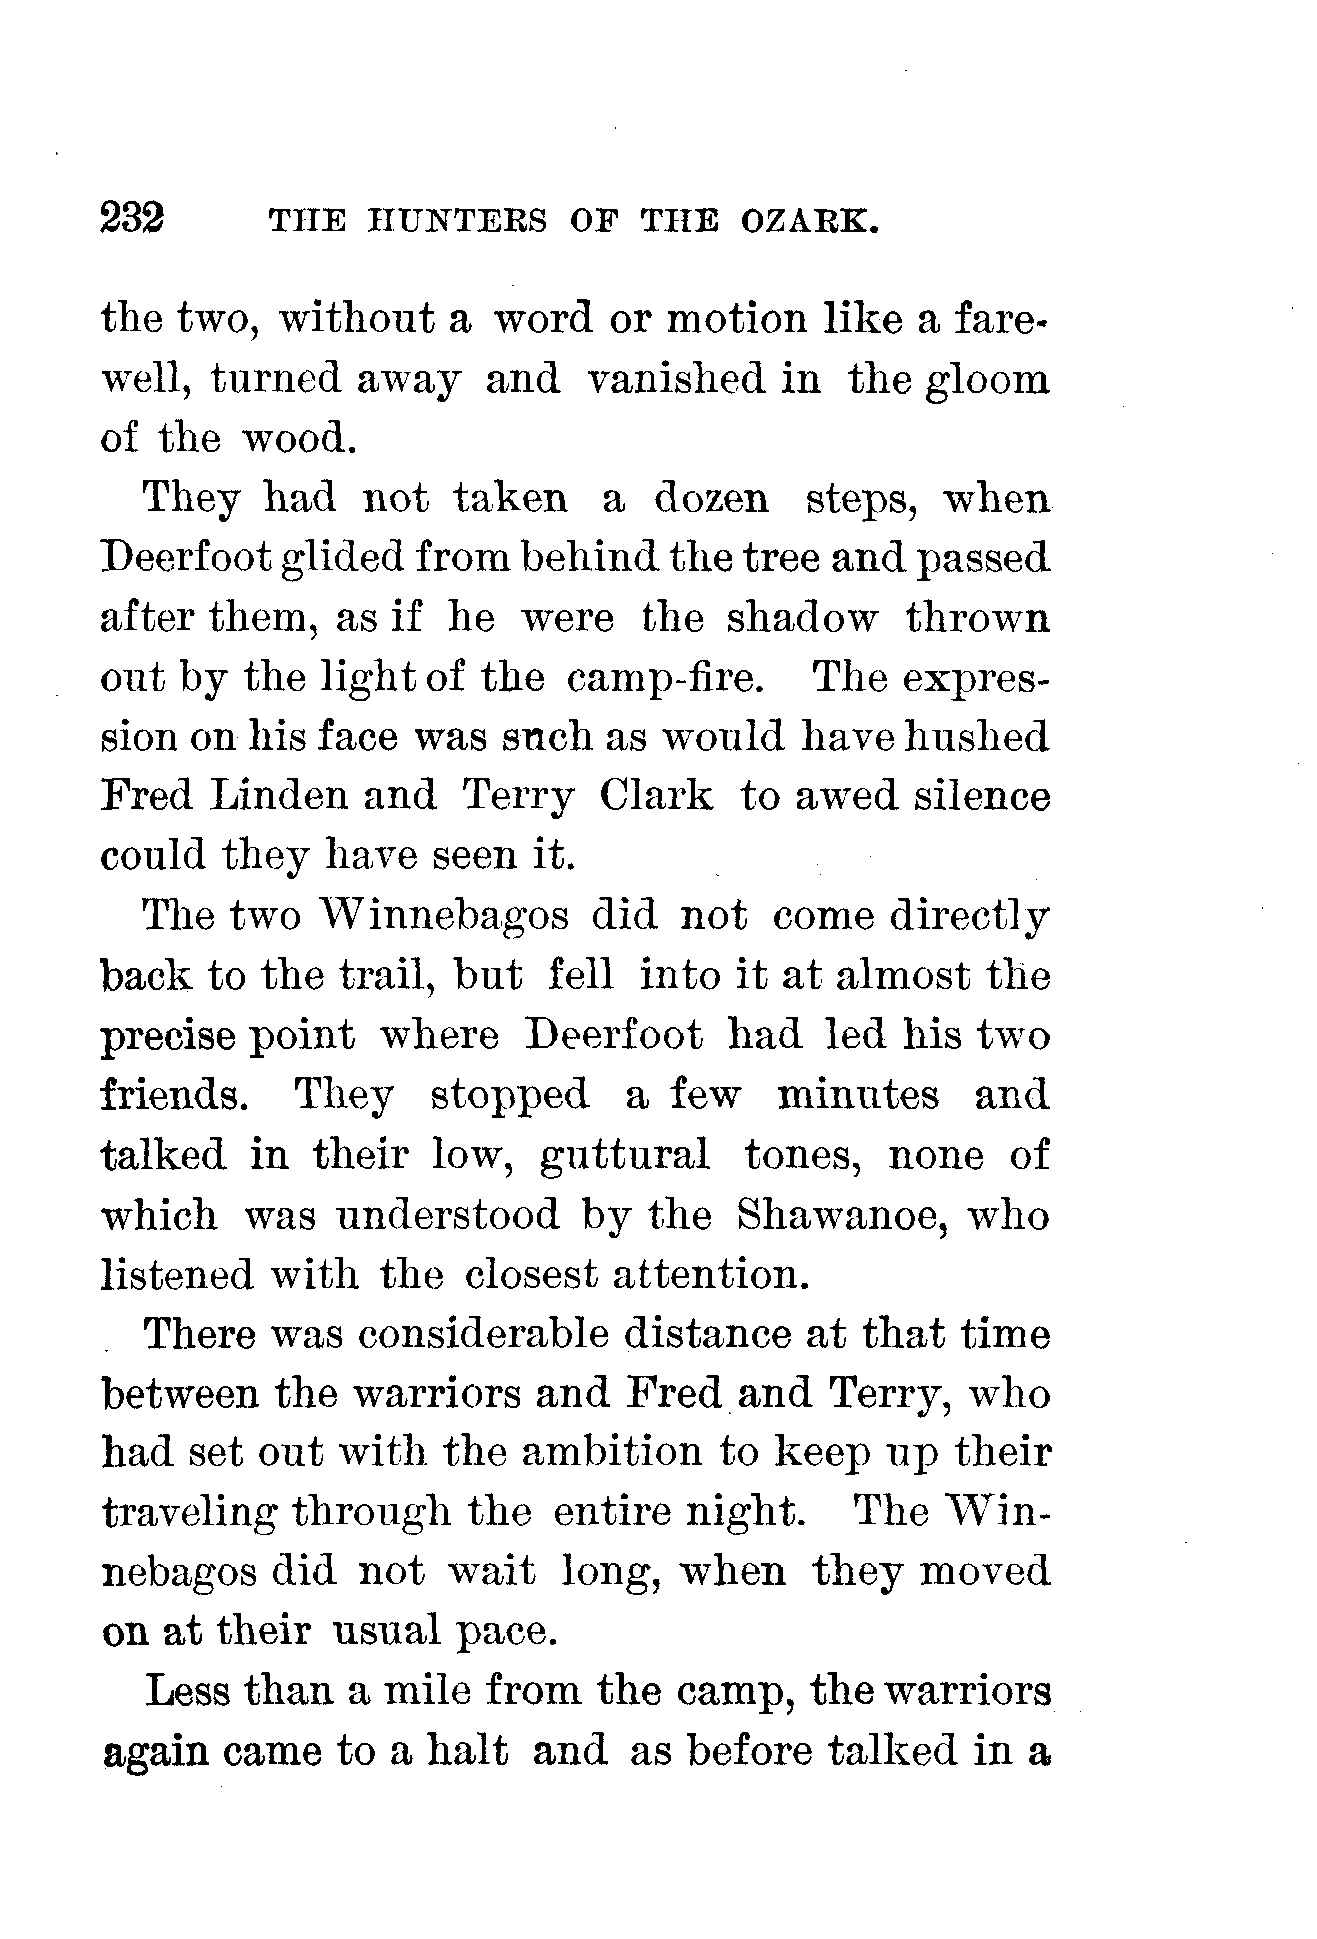 232 THE HUNTERS OF THE OZARK.
the two, without a word or motion like a fare-
well, turned away and vanished in the gloom
of the wood.
They had not taken a dozen steps, when
Deerfoot glided from behind the tree and passed
after them, as if he were the shadow thrown
out by the light of the camp-fire. The expres-
sion on his face was such as would have hushed
Fred Linden and Terry Clark to awed silence
could they have seen it.
The two Winnebagos did not come directly
back to the trail, but fell into it at almost the
precise point where Deerfoot had led his two
friends. They stopped a few minutes and
talked in their low, guttural tones, none of
which was understood by the Shawanoe, who
listened with the closest attention.
There was considerable distance at that time
between the warriors and Fred and Terry, who
had set out with the ambition to keep up their
traveling through the entire night. The Win-
nebagos did not wait long, when they moved
on at their usual pace.
Less than a mile from the camp, the warriors
again came to a halt and as before talked in a